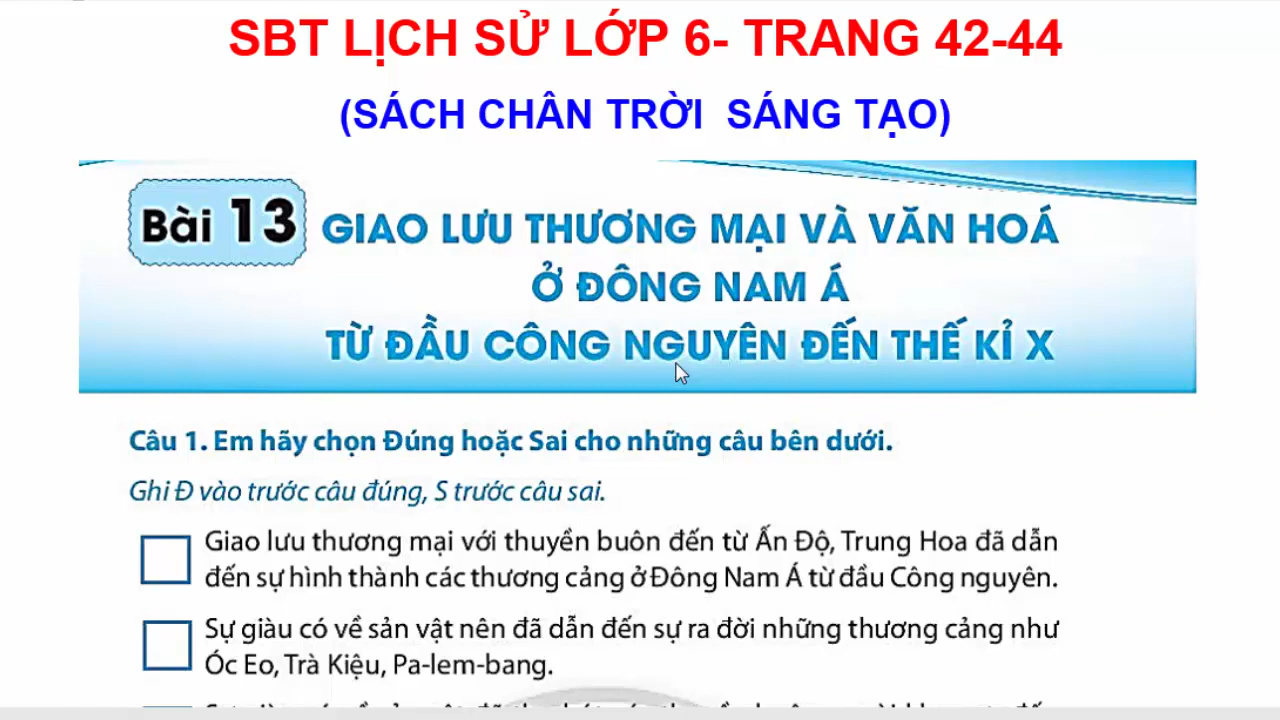 SBT LỊCH SỬ LỚP 6- TRANG 42-44
(SÁCH CHÂN TRỜI SÁNG TẠO)
Bài 13 GIAO LƯU THƯƠNG MẠI VÀ VĂN HOÁ
Ở ĐÔNG NAM Á
TỪ ĐẦU CÔNG NGUYÊN ĐẾN THẾ KỈ X
Câu 1. Em hãy chọn Đúng hoặc Sai cho những câu bên dưới.
Ghi Đ vào trước câu đúng, S trước câu sai.
Giao lưu thương mại với thuyền buôn đến từ Ấn Độ, Trung Hoa đã dẫn
đến sự hình thành các thương cảng ở Đông Nam Á từ đầu Công nguyên.
Sự giàu có về sản vật nên đã dẫn đến sự ra đời những thương cảng như
Óc Eo, Trà Kiệu, Pa-lem-bang.